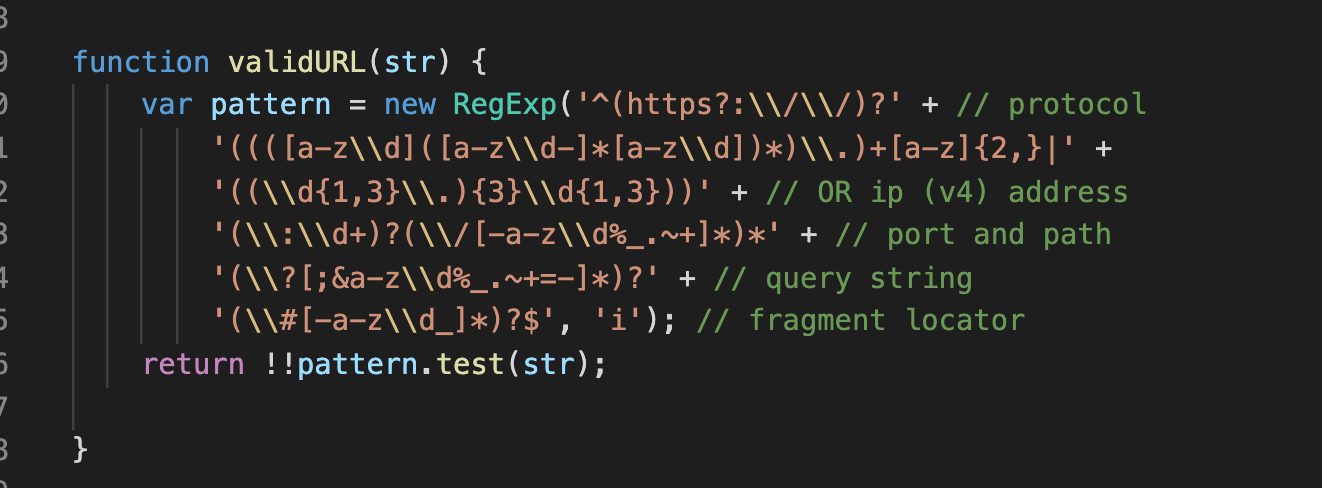 8
9 function validURL(str) {
0 var pattern = new RegExp('^(https?:\\/\\/)?' + // protocol
1 '((([a-z\\d]([a-z\\d-]*[a-z\\d])*)\\.)+[a-z]{2,}|' +
2 '((\\d{1,3}\\.){3}\\d{1,3}))' + // OR ip (v4) address
3 '(\\:\\d+)?(\\/[-a-z\\d%_.~+]*)*' + // port and path
4 '(\\?[;&a-z\\d%_.~+=-]*)?' + // query string
5 '(\\#[-a-z\\d_]*)?$', 'i'); // fragment locator
6 return !!pattern.test(str);
7
8 }